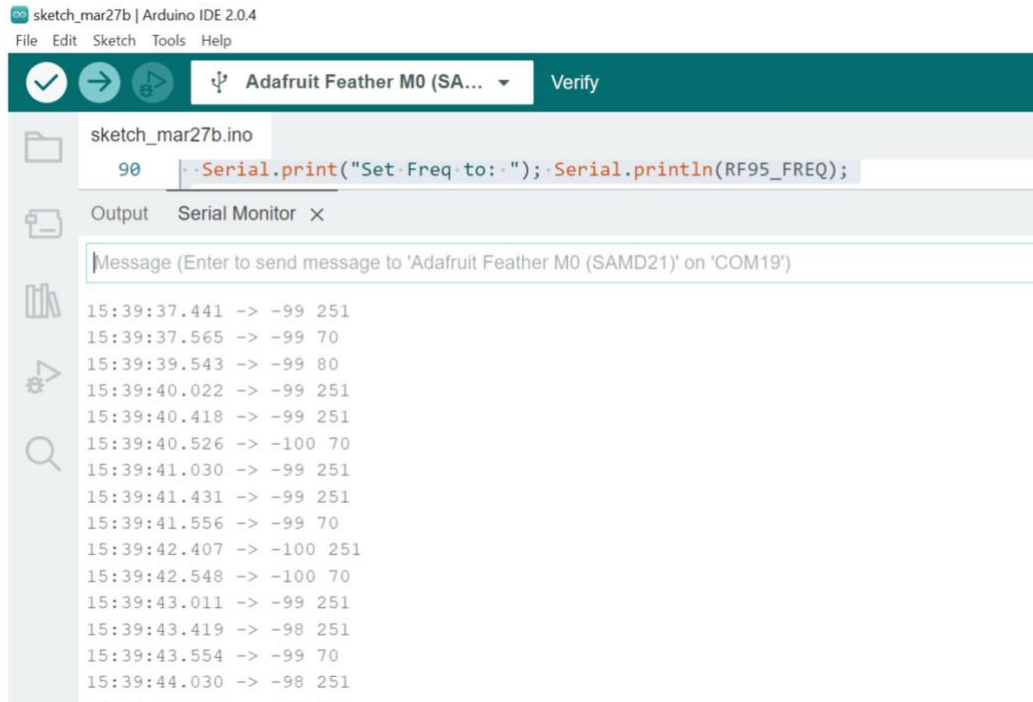 sketch_mar27b | Arduino IDE 2.0.4
File Edit Sketch Tools Help
Adafruit Feather M0 (SA... Verify
sketch_mar27b.ino
90 ··Serial.print("Set·Freq·to:·");·Serial.println(RF95_FREQ);
Output Serial Monitor ×
Message (Enter to send message to 'Adafruit Feather M0 (SAMD21)' on 'COM19')
15:39:37.441 -> -99 251
15:39:37.565 -> -99 70
15:39:39.543 -> -99 80
15:39:40.022 -> -99 251
15:39:40.418 -> -99 251
15:39:40.526 -> -100 70
15:39:41.030 -> -99 251
15:39:41.431 -> -99 251
15:39:41.556 -> -99 70
15:39:42.407 -> -100 251
15:39:42.548 -> -100 70
15:39:43.011 -> -99 251
15:39:43.419 -> -98 251
15:39:43.554 -> -99 70
15:39:44.030 -> -98 251